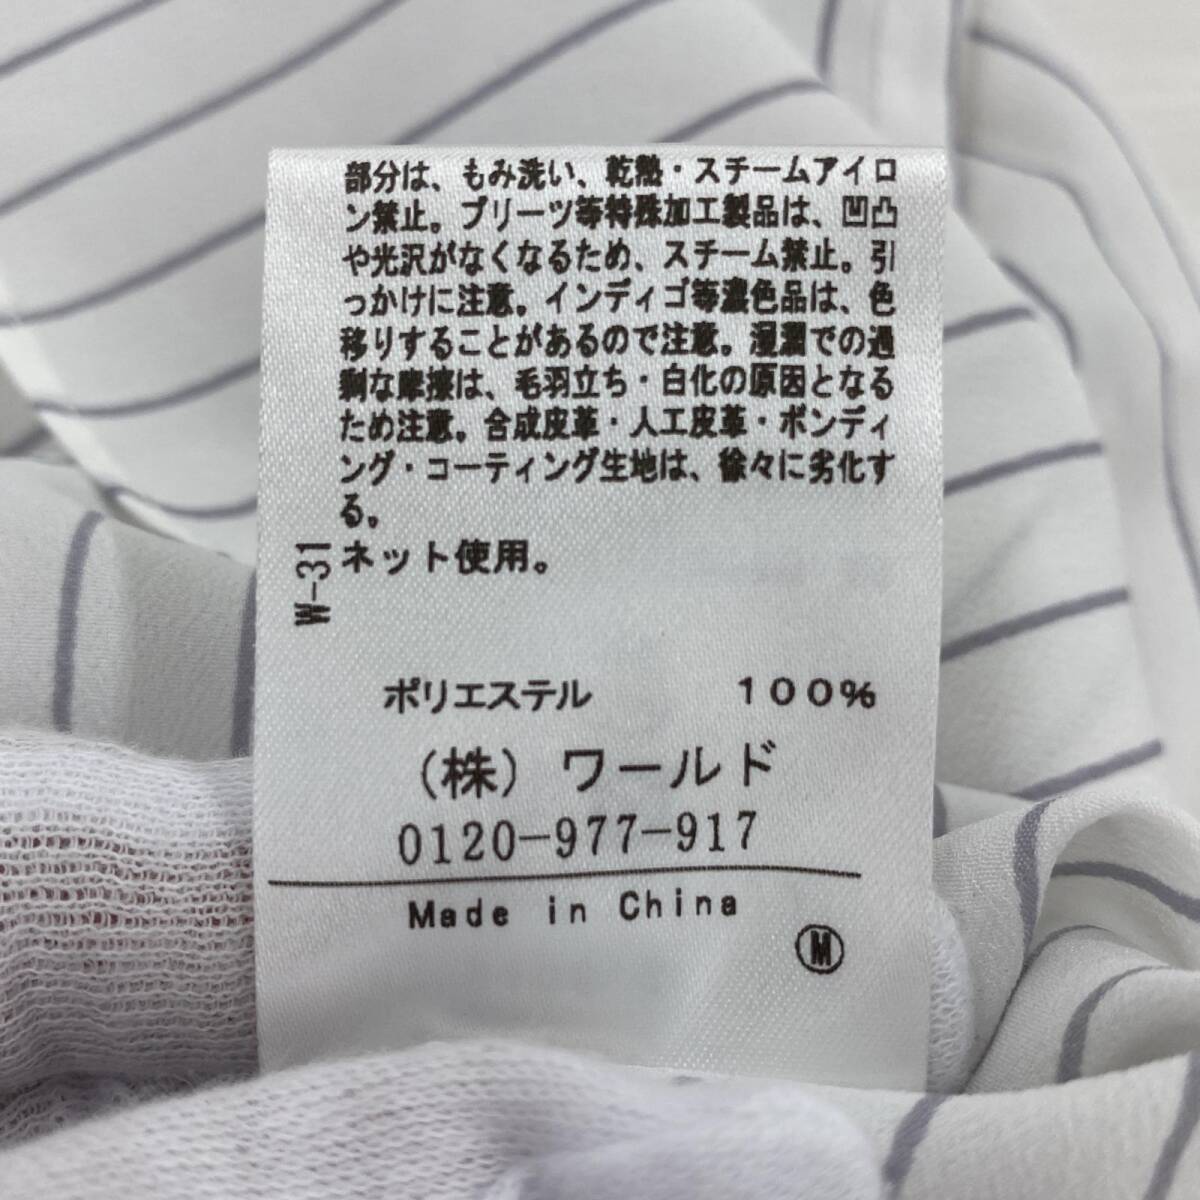 部分は、もみ洗い、乾熱・スチームアイロ
ン禁止。プリーツ等特殊加工製品は、凹凸
や光沢がなくなるため、スチーム禁止。引
っかけに注意。インディゴ等濃色品は、色
移りすることがあるので注意。湿潤での過
剰な摩擦は、毛羽立ち・白化の原因となる
ため注意。合成皮革・人工皮革・ボンディ
ング・コーティング生地は、徐々に劣化す
る。
ネット使用。
W-31
ポリエステル 100%
(株)ワールド
0120-977-917
Made in China
M